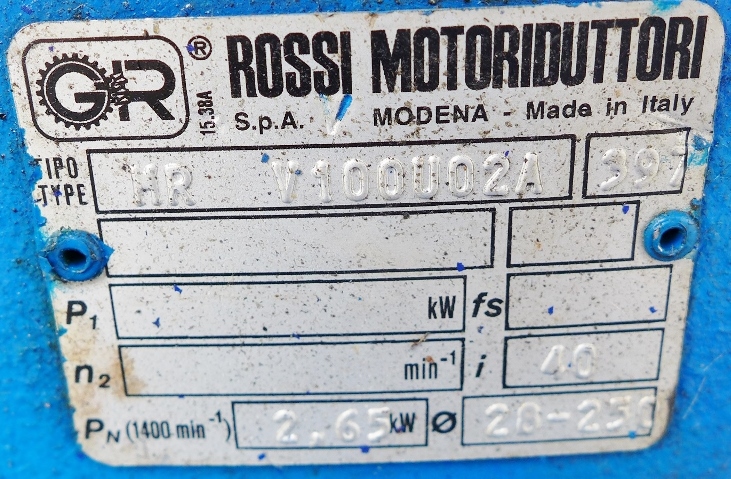 GR ® 15.38A ROSSI MOTORIDUTTORI
S.p.A. MODENA - Made in Italy
TIPO
TYPE MR V100U02A 397
P₁ kW fs
n₂ min⁻¹ i 40
Pₙ (1400 min⁻¹) 2,65 kW Ø 28-250